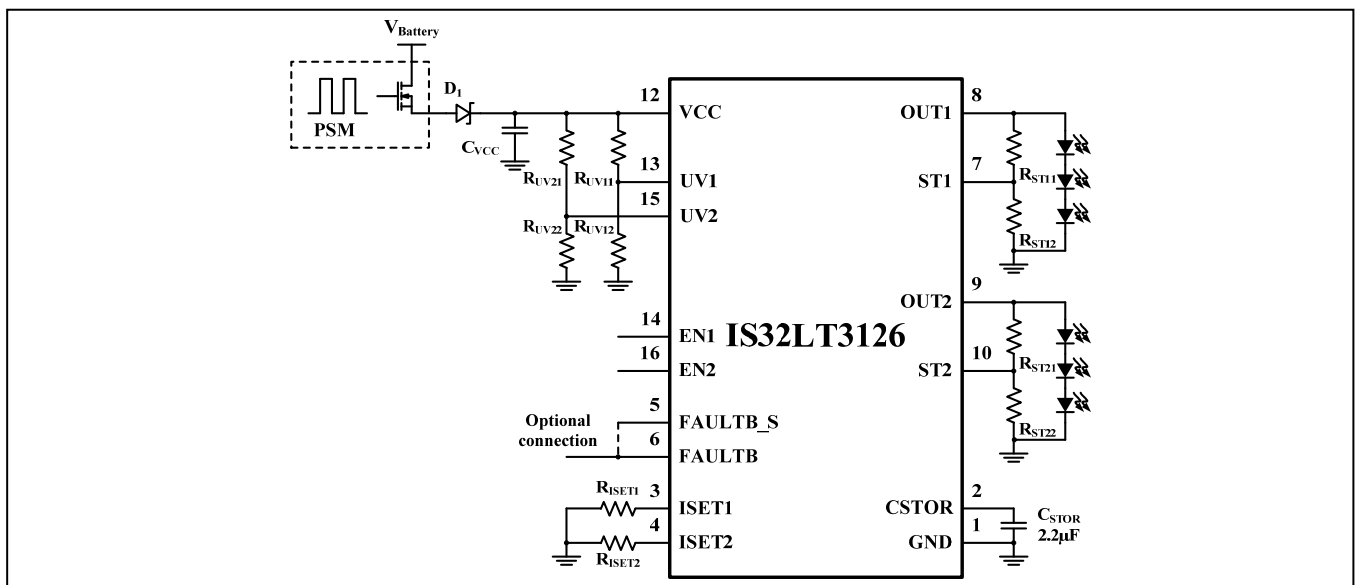 VBattery
PSM
D1
CVCC
RUV21
RUV11
RUV22
RUV12
12
VCC
13
UV1
15
UV2
14
EN1
16
EN2
Optional
connection
5
FAULTB_S
6
FAULTB
RISET1
3
ISET1
4
ISET2
RISET2
IS32LT3126
OUT1
8
ST1
7
RST11
RST12
OUT2
9
ST2
10
RST21
RST22
CSTOR
2
GND
1
CSTOR
2.2μF